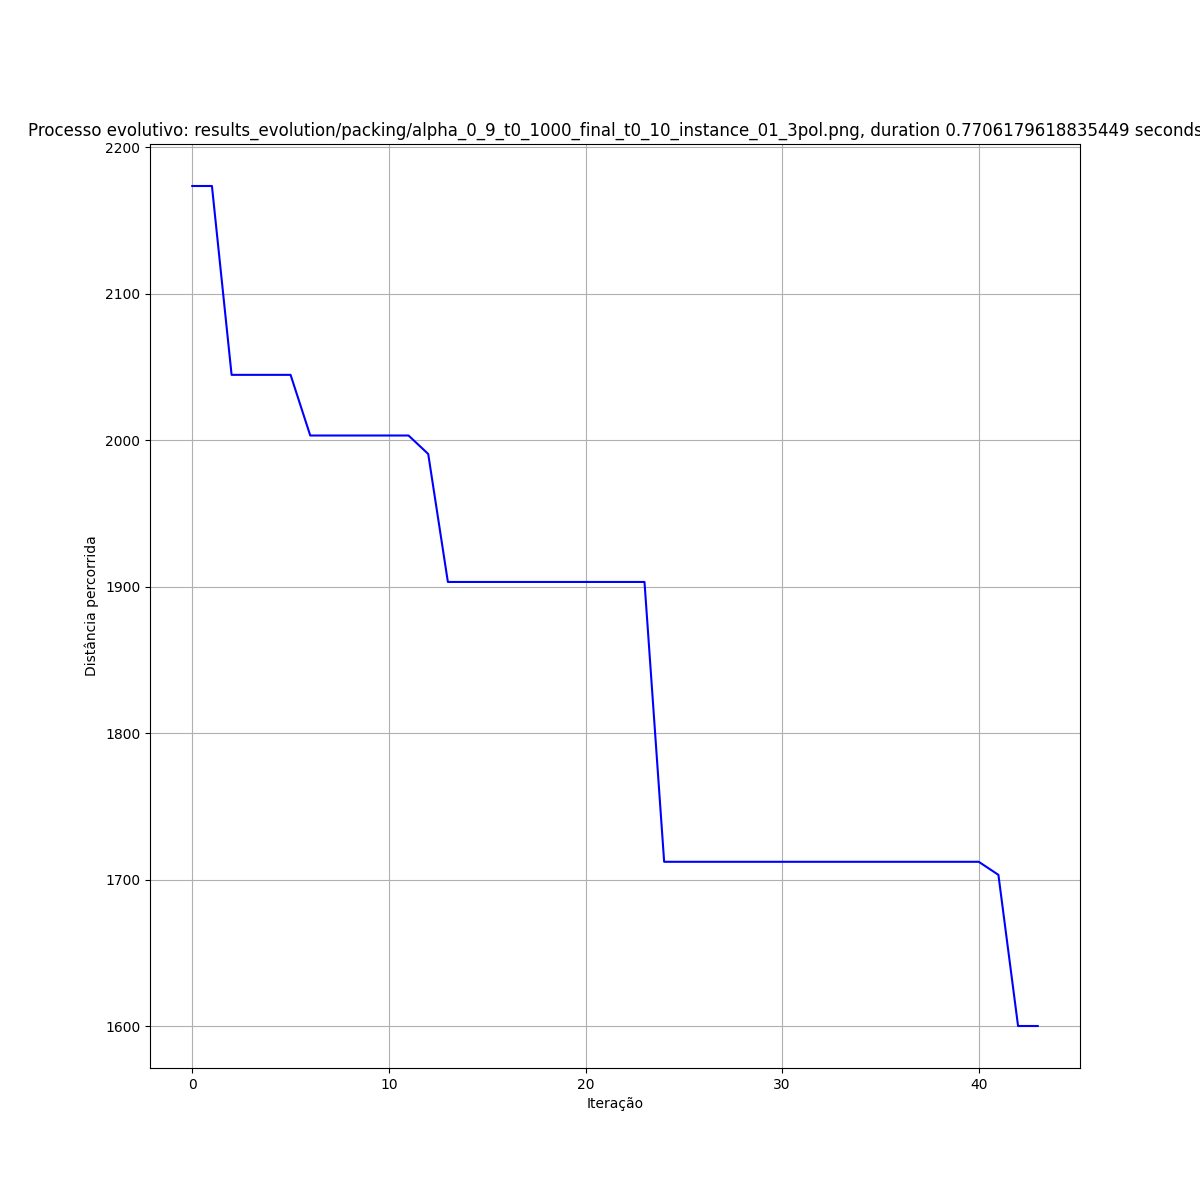 Processo evolutivo: results_evolution/packing/alpha_0_9_t0_1000_final_t0_10_instance_01_3pol.png, duration 0.7706179618835449 seconds
2200
2100
2000
1900
1800
1700
1600
Distância percorrida
0 10 20 30 40
Iteração